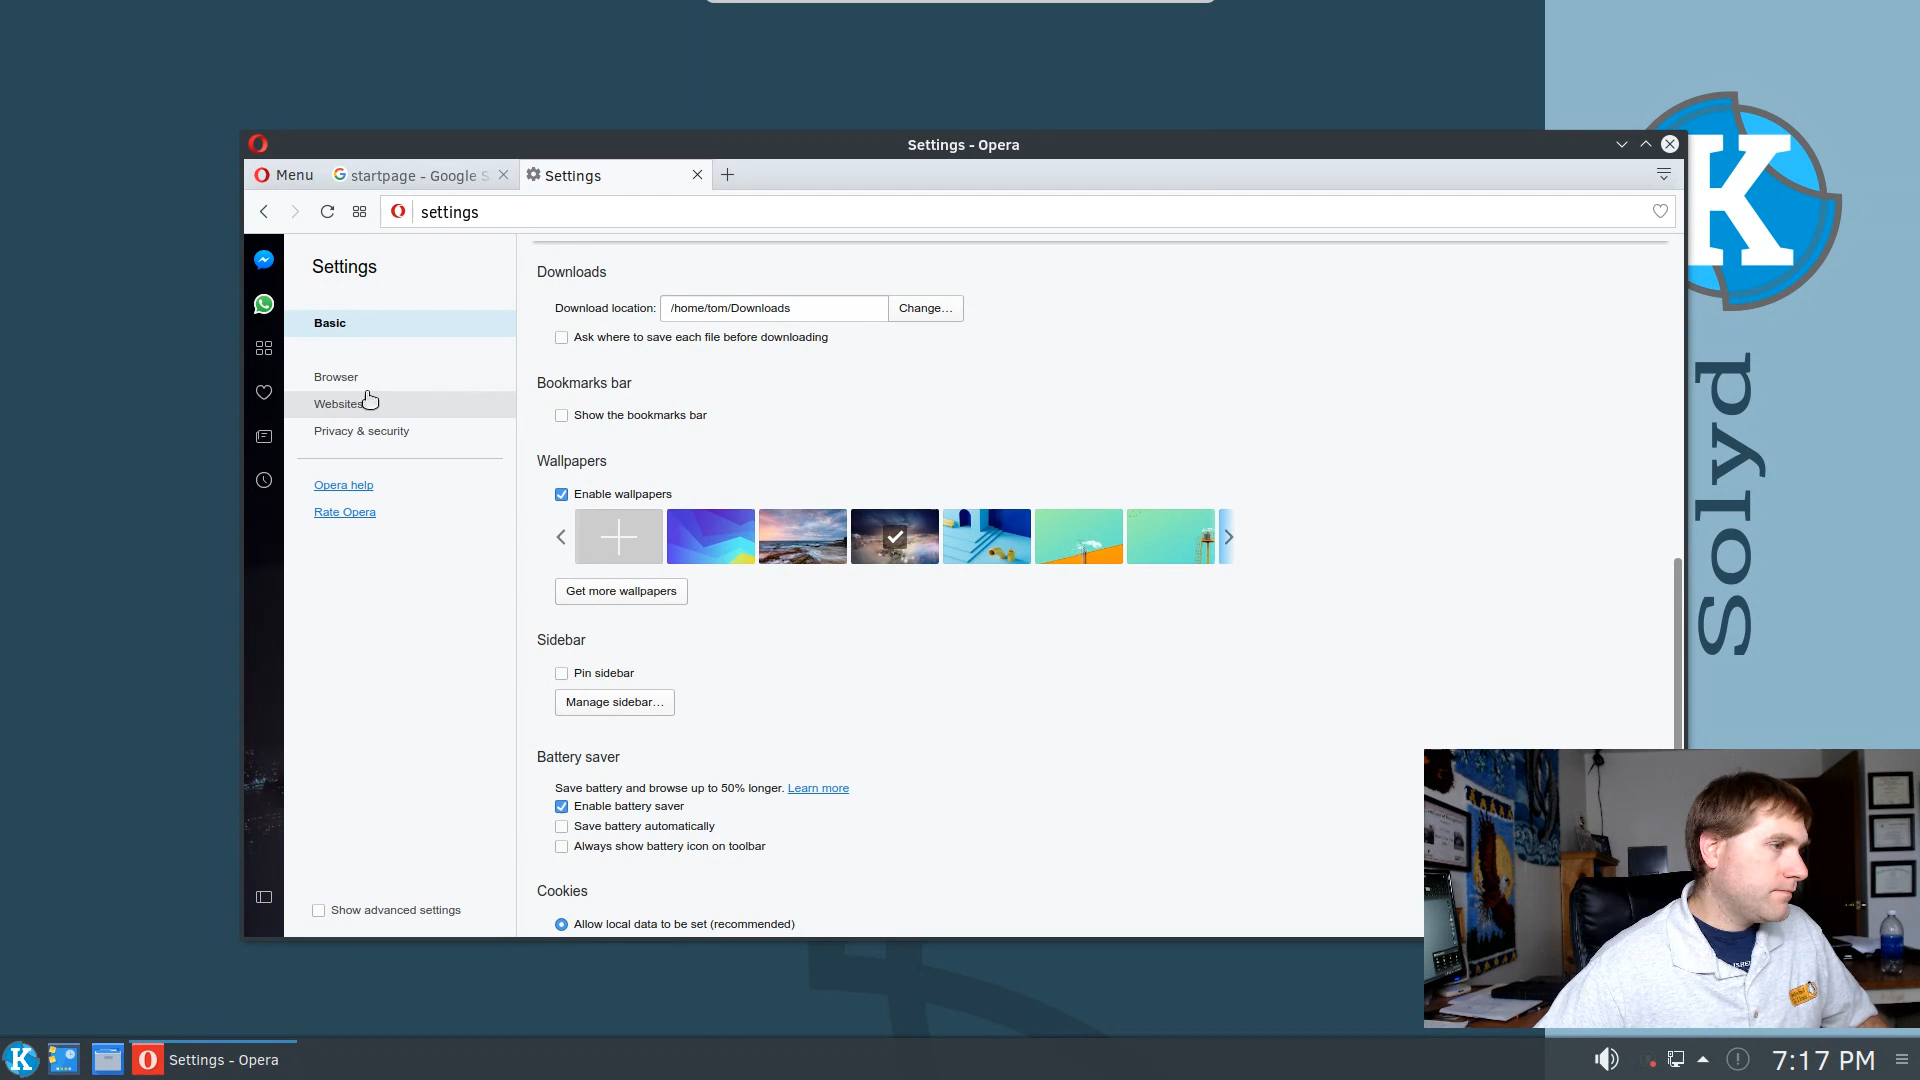 Settings - Opera
Menu
startpage - Google S
Settings
settings
Settings
Basic
Browser
Websites
Privacy & security
Opera help
Rate Opera
Show advanced settings
Downloads
Download location: /home/tom/Downloads Change...
Ask where to save each file before downloading
Bookmarks bar
Show the bookmarks bar
Wallpapers
Enable wallpapers
Get more wallpapers
Sidebar
Pin sidebar
Manage sidebar...
Battery saver
Save battery and browse up to 50% longer. Learn more
Enable battery saver
Save battery automatically
Always show battery icon on toolbar
Cookies
Allow local data to be set (recommended)
K
Solyd
K
Settings - Opera
7:17 PM